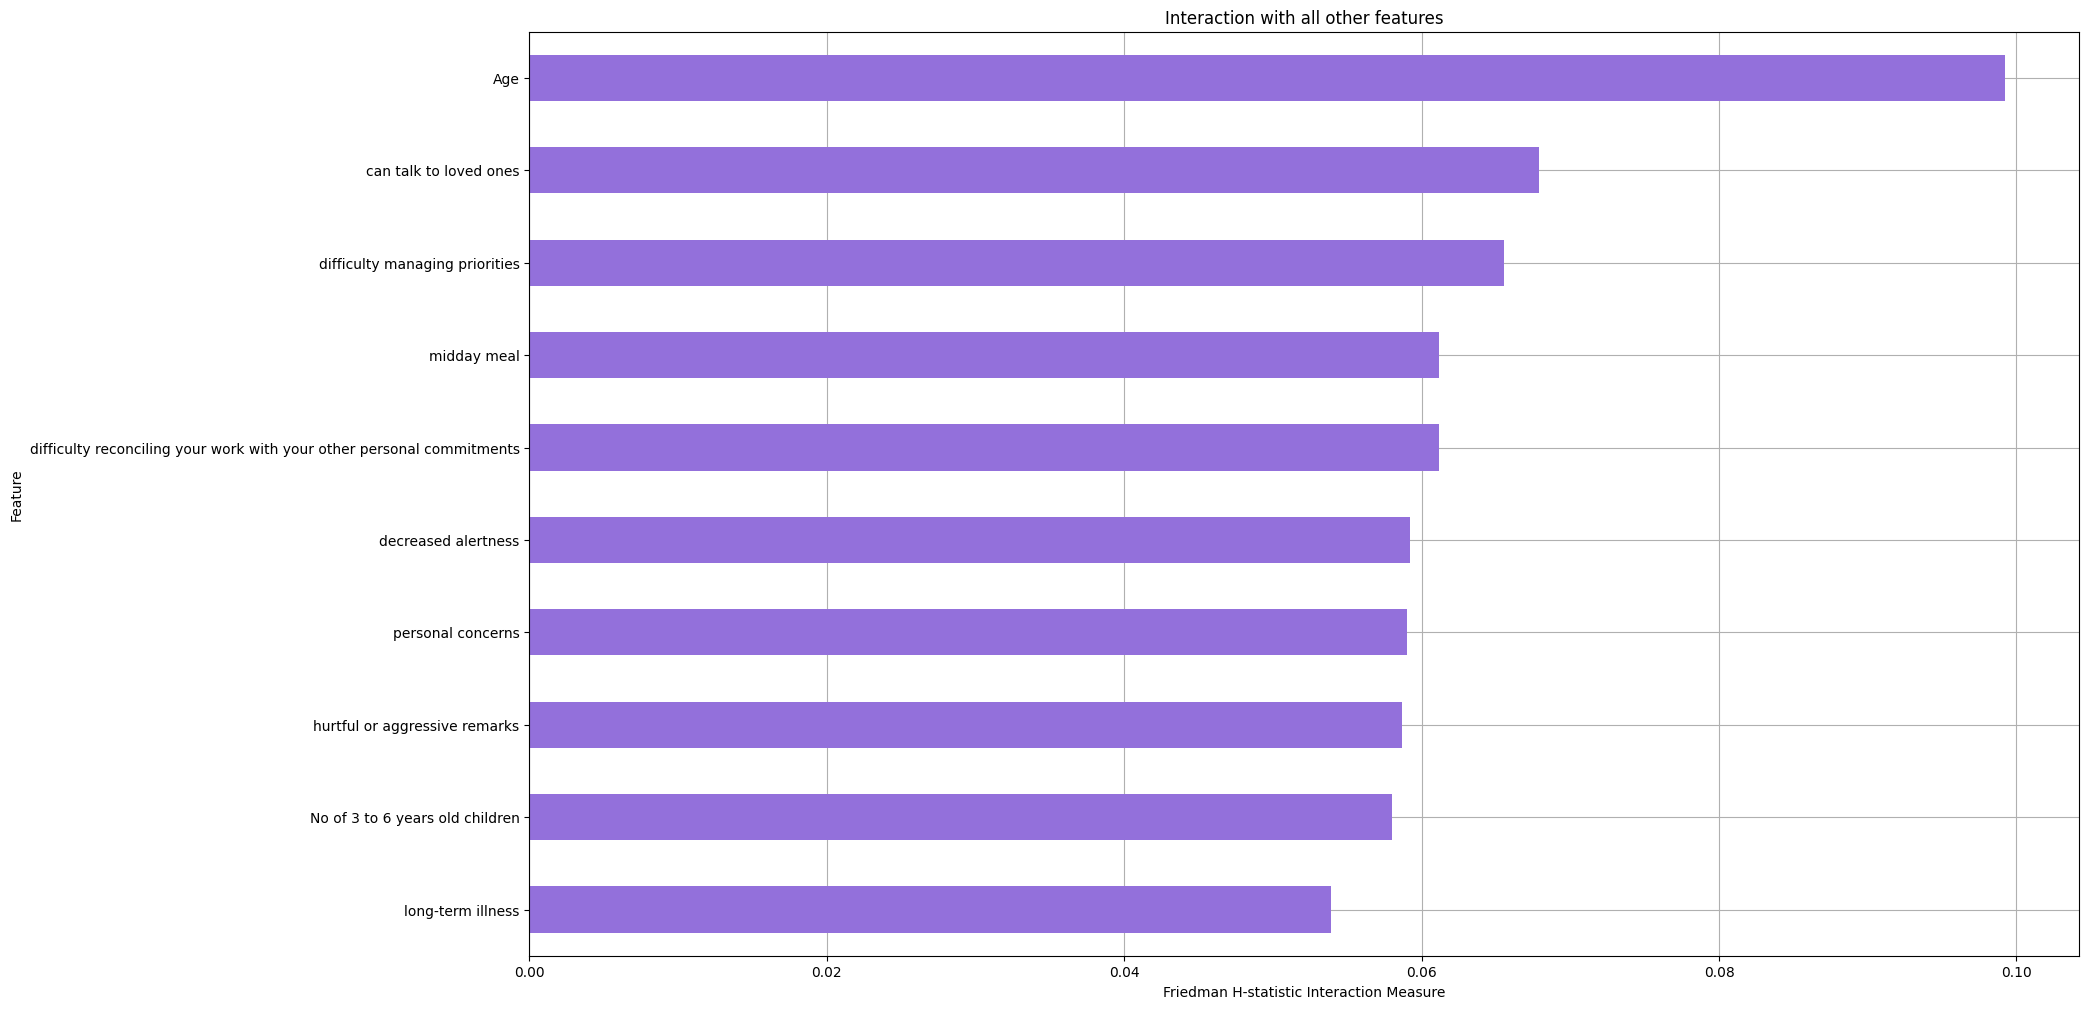 Interaction with all other features
Age
can talk to loved ones
difficulty managing priorities
midday meal
difficulty reconciling your work with your other personal commitments
decreased alertness
personal concerns
hurtful or aggressive remarks
No of 3 to 6 years old children
long-term illness
Feature
0.00 0.02 0.04 0.06 0.08 0.10
Friedman H-statistic Interaction Measure